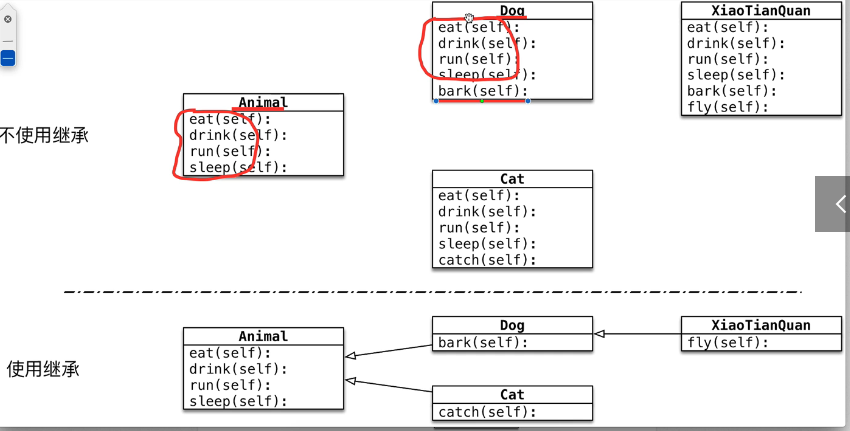 不使用继承
Animal
eat(self):
drink(self):
run(self):
sleep(self):
Dog
eat(self):
drink(self):
run(self):
sleep(self):
bark(self):
XiaoTianQuan
eat(self):
drink(self):
run(self):
sleep(self):
bark(self):
fly(self):
Cat
eat(self):
drink(self):
run(self):
sleep(self):
catch(self):
使用继承
Animal
eat(self):
drink(self):
run(self):
sleep(self):
Dog
bark(self):
XiaoTianQuan
fly(self):
Cat
catch(self):